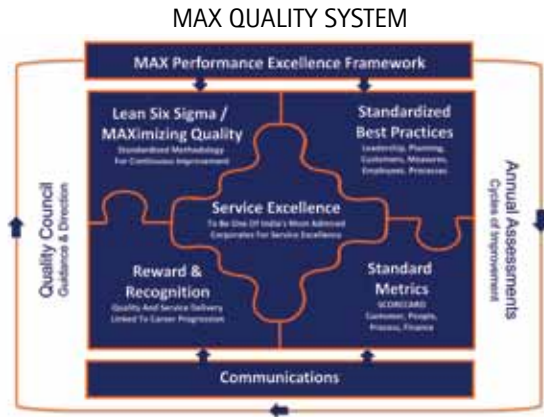 MAX QUALITY SYSTEM
MAX Performance Excellence Framework
Lean Six Sigma /
MAXimizing Quality
Standardized Methodology
For Continuous Improvement
Standardized
Best Practices
Leadership, Planning,
Customers, Measures,
Employees, Processes
Service Excellence
To Be One Of India's Most Admired
Corporates For Service Excellence
Reward &
Recognition
Quality And Service Delivery
Linked To Career Progression
Standard
Metrics
SCORECARD
Customer, People,
Process, Finance
Quality Council
Guidance & Direction
Annual Assessments
Cycles of Improvement
Communications